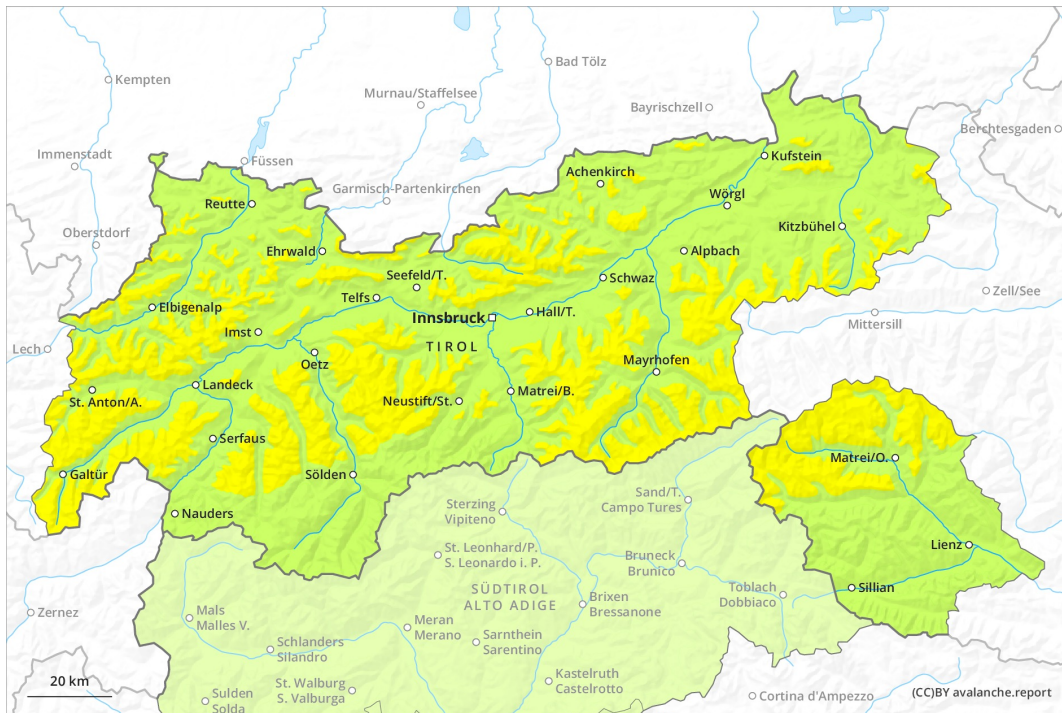 Kempten
Bad Tölz
Murnau/Staffelsee
Bayrischzell
Berchtesgaden
Immenstadt
Füssen
Kufstein
Achenkirch
Garmisch-Partenkirchen
Wörgl
Reutte
Oberstdorf
Kitzbühel
Ehrwald
Alpbach
Seefeld/T.
Schwaz
Telfs
Zell/See
Elbigenalp
Innsbruck
Hall/T.
Mittersill
Imst
TIROL
Lech
Oetz
Mayrhofen
Landeck
St. Anton/A.
Neustift/St.
Matrei/B.
Serfaus
Matrei/O.
Galtür
Sölden
Sand/T.
Campo Tures
Sterzing
Vipiteno
Nauders
Lienz
St. Leonhard/P.
S. Leonardo i. P.
Bruneck
Brunico
SÜDTIROL
ALTO ADIGE
Toblach
Dobbiaco
Sillian
Brixen
Bressanone
Zernez
Mals
Malles V.
Meran
Merano
Sarnthein
Sarentino
Schlanders
Silandro
Kastelruth
Castelrotto
20 km
St. Walburg
S. Valburga
Sulden
Solda
Cortina d'Ampezzo
(CC)BY avalanche.report